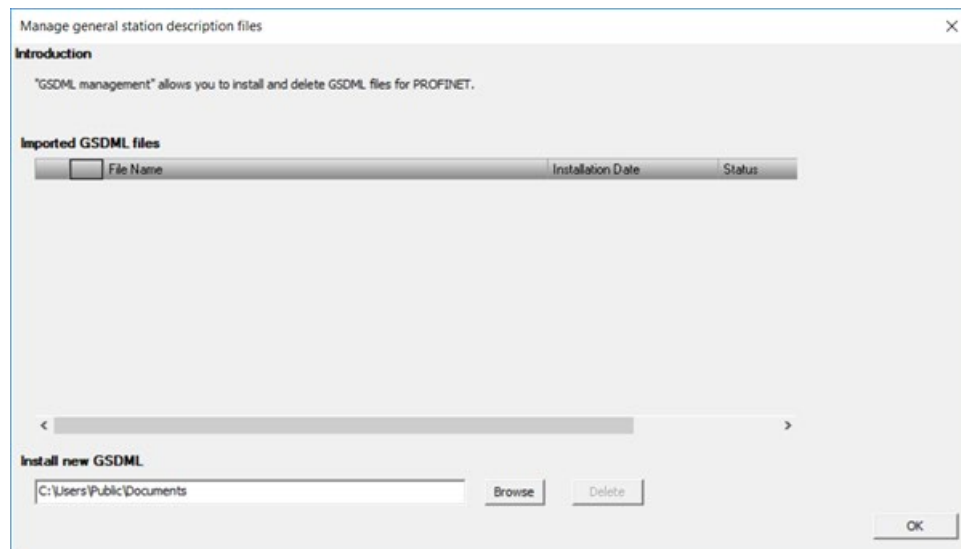 Manage general station description files
Introduction
"GSDML management" allows you to install and delete GSDML files for PROFINET.
Imported GSDML files
File Name Installation Date Status
Install new GSDML
C:\Users\Public\Documents Browse Delete
OK